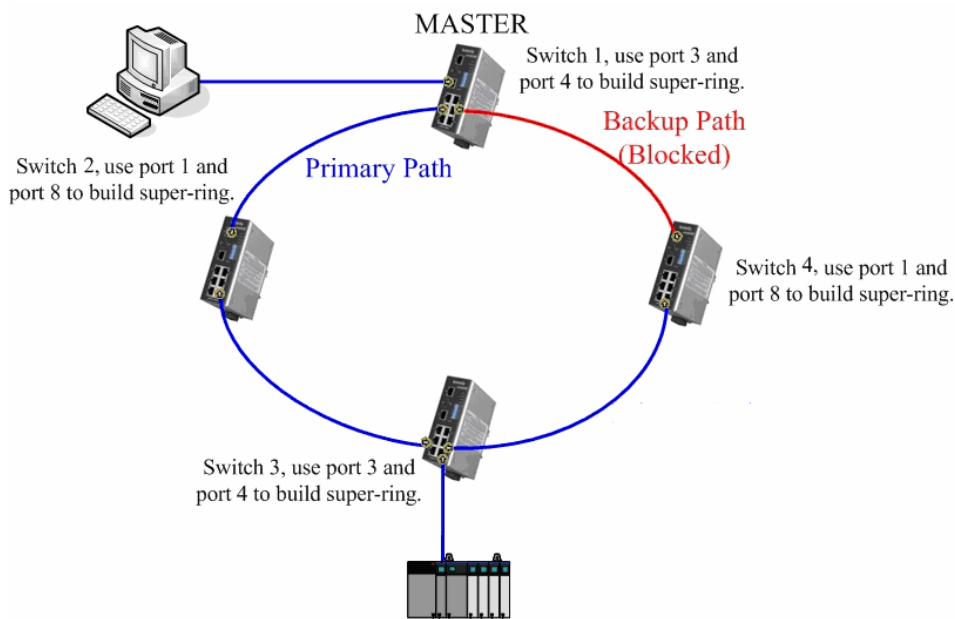 MASTER
Switch 1, use port 3 and
port 4 to build super-ring.
Backup Path
(Blocked)
Switch 2, use port 1 and
port 8 to build super-ring.
Primary Path
Switch 4, use port 1 and
port 8 to build super-ring.
Switch 3, use port 3 and
port 4 to build super-ring.